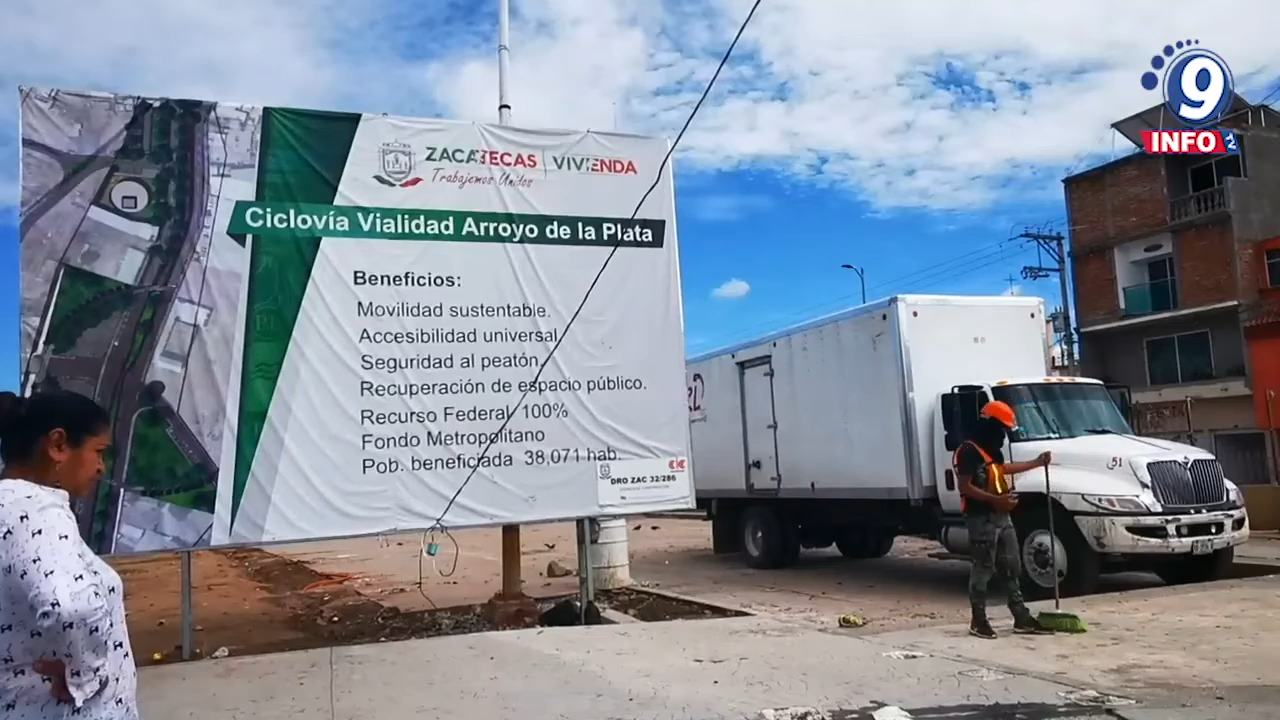 9
INFO
ZACATECAS | VIVIENDA
Trabajemos Unidos
Ciclovía Vialidad Arroyo de la Plata
Beneficios:
Movilidad sustentable.
Accesibilidad universal
Seguridad al peatón
Recuperación de espacio público.
Recurso Federal 100%
Fondo Metropolitano
Pob. beneficiada 38,071 hab.
DRO ZAC 32/286
51